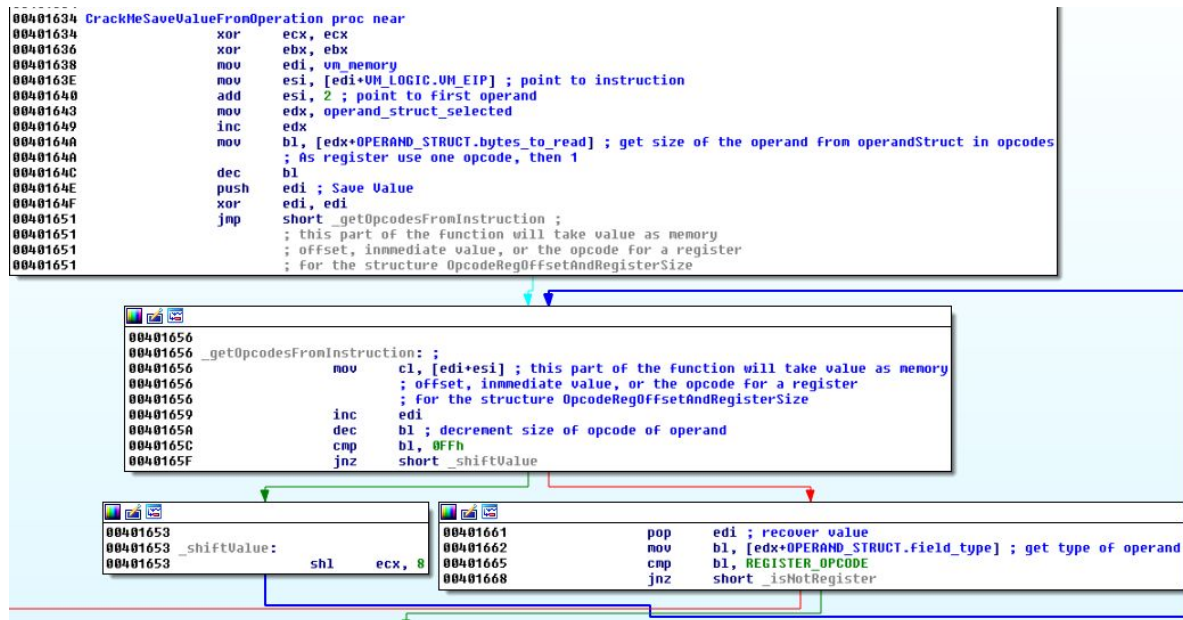 00401634 CrackMeSaveValueFromOperation proc near
00401634 xor ecx, ecx
00401636 xor ebx, ebx
00401638 mov edi, vm_memory
0040163E mov esi, [edi+VM_LOGIC.VM_EIP] ; point to instruction
00401640 add esi, 2 ; point to first operand
00401643 mov edx, operand_struct_selected
00401649 inc edx
0040164A mov bl, [edx+OPERAND_STRUCT.bytes_to_read] ; get size of the operand from operandStruct in opcodes
0040164A ; As register use one opcode, then 1
0040164C dec bl
0040164E push edi ; Save Value
0040164F xor edi, edi
00401651 jmp short _getOpcodesFromInstruction ;
00401651 ; this part of the function will take value as memory
00401651 ; offset, inmmediate value, or the opcode for a register
00401651 ; for the structure OpcodeRegOffsetAndRegisterSize
00401656
00401656 _getOpcodesFromInstruction: ;
00401656 mov cl, [edi+esi] ; this part of the function will take value as memory
00401656 ; offset, inmmediate value, or the opcode for a register
00401656 ; for the structure OpcodeRegOffsetAndRegisterSize
00401659 inc edi
0040165A dec bl ; decrement size of opcode of operand
0040165C cmp bl, 0FFh
0040165F jnz short _shiftValue
00401653
00401653 _shiftValue:
00401653 shl ecx, 8
00401661 pop edi ; recover value
00401662 mov bl, [edx+OPERAND_STRUCT.field_type] ; get type of operand
00401665 cmp bl, REGISTER_OPCODE
00401668 jnz short _isNotRegister